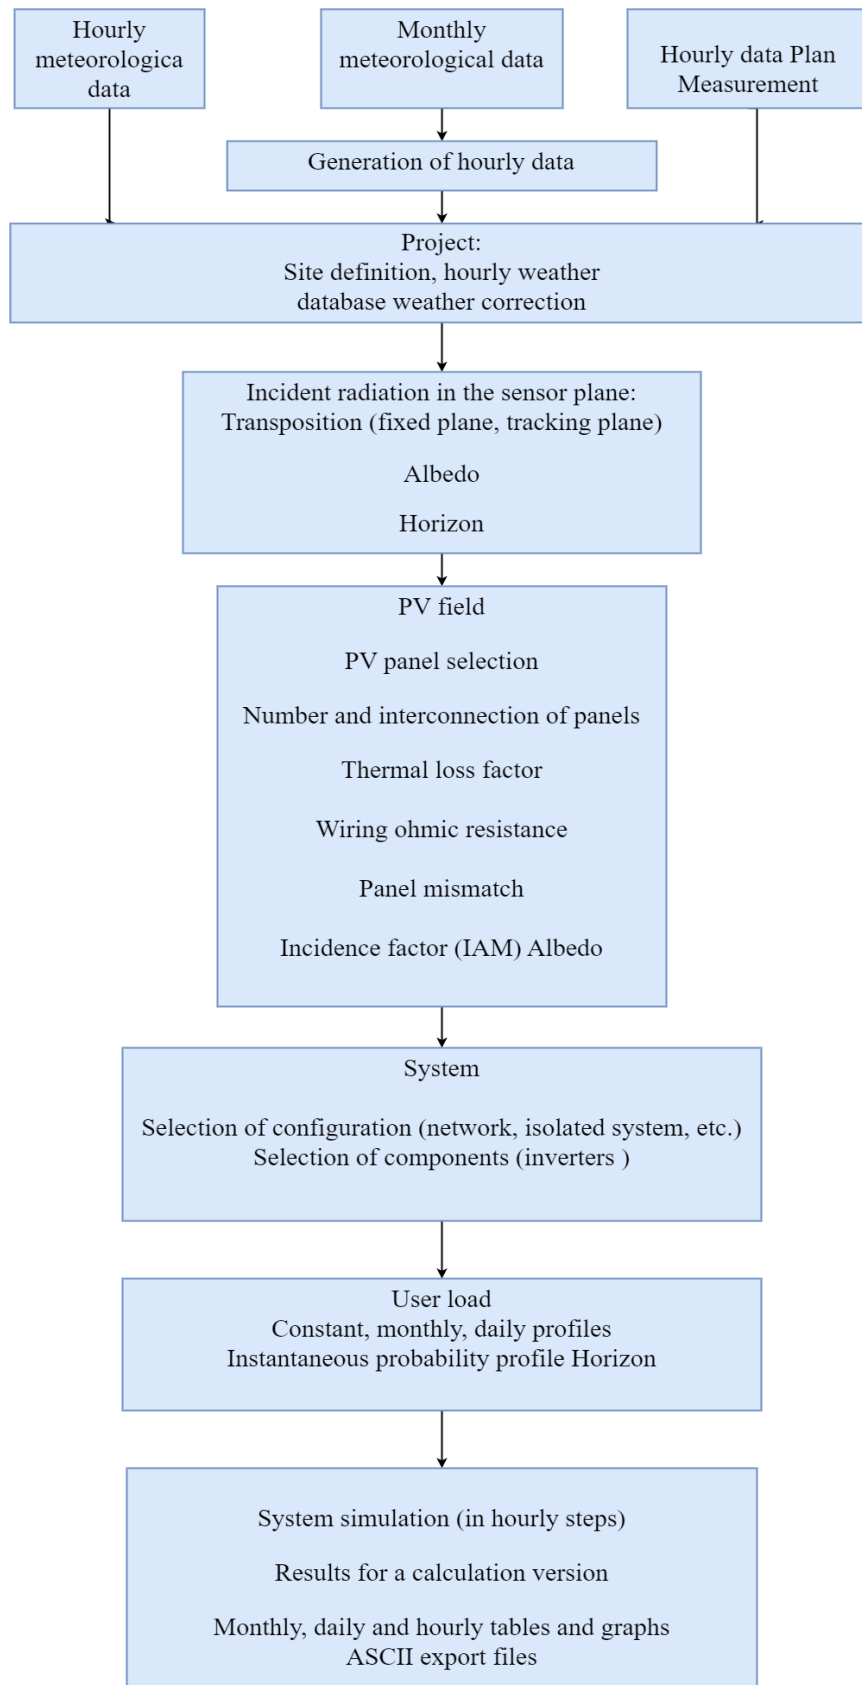 Hourly
meteorologica
data
Monthly
meteorological data
Hourly data Plan
Measurement
Generation of hourly data
Project:
Site definition, hourly weather
database weather correction
Incident radiation in the sensor plane:
Transposition (fixed plane, tracking plane)
Albedo
Horizon
PV field
PV panel selection
Number and interconnection of panels
Thermal loss factor
Wiring ohmic resistance
Panel mismatch
Incidence factor (IAM) Albedo
System
Selection of configuration (network, isolated system, etc.)
Selection of components (inverters )
User load
Constant, monthly, daily profiles
Instantaneous probability profile Horizon
System simulation (in hourly steps)
Results for a calculation version
Monthly, daily and hourly tables and graphs
ASCII export files